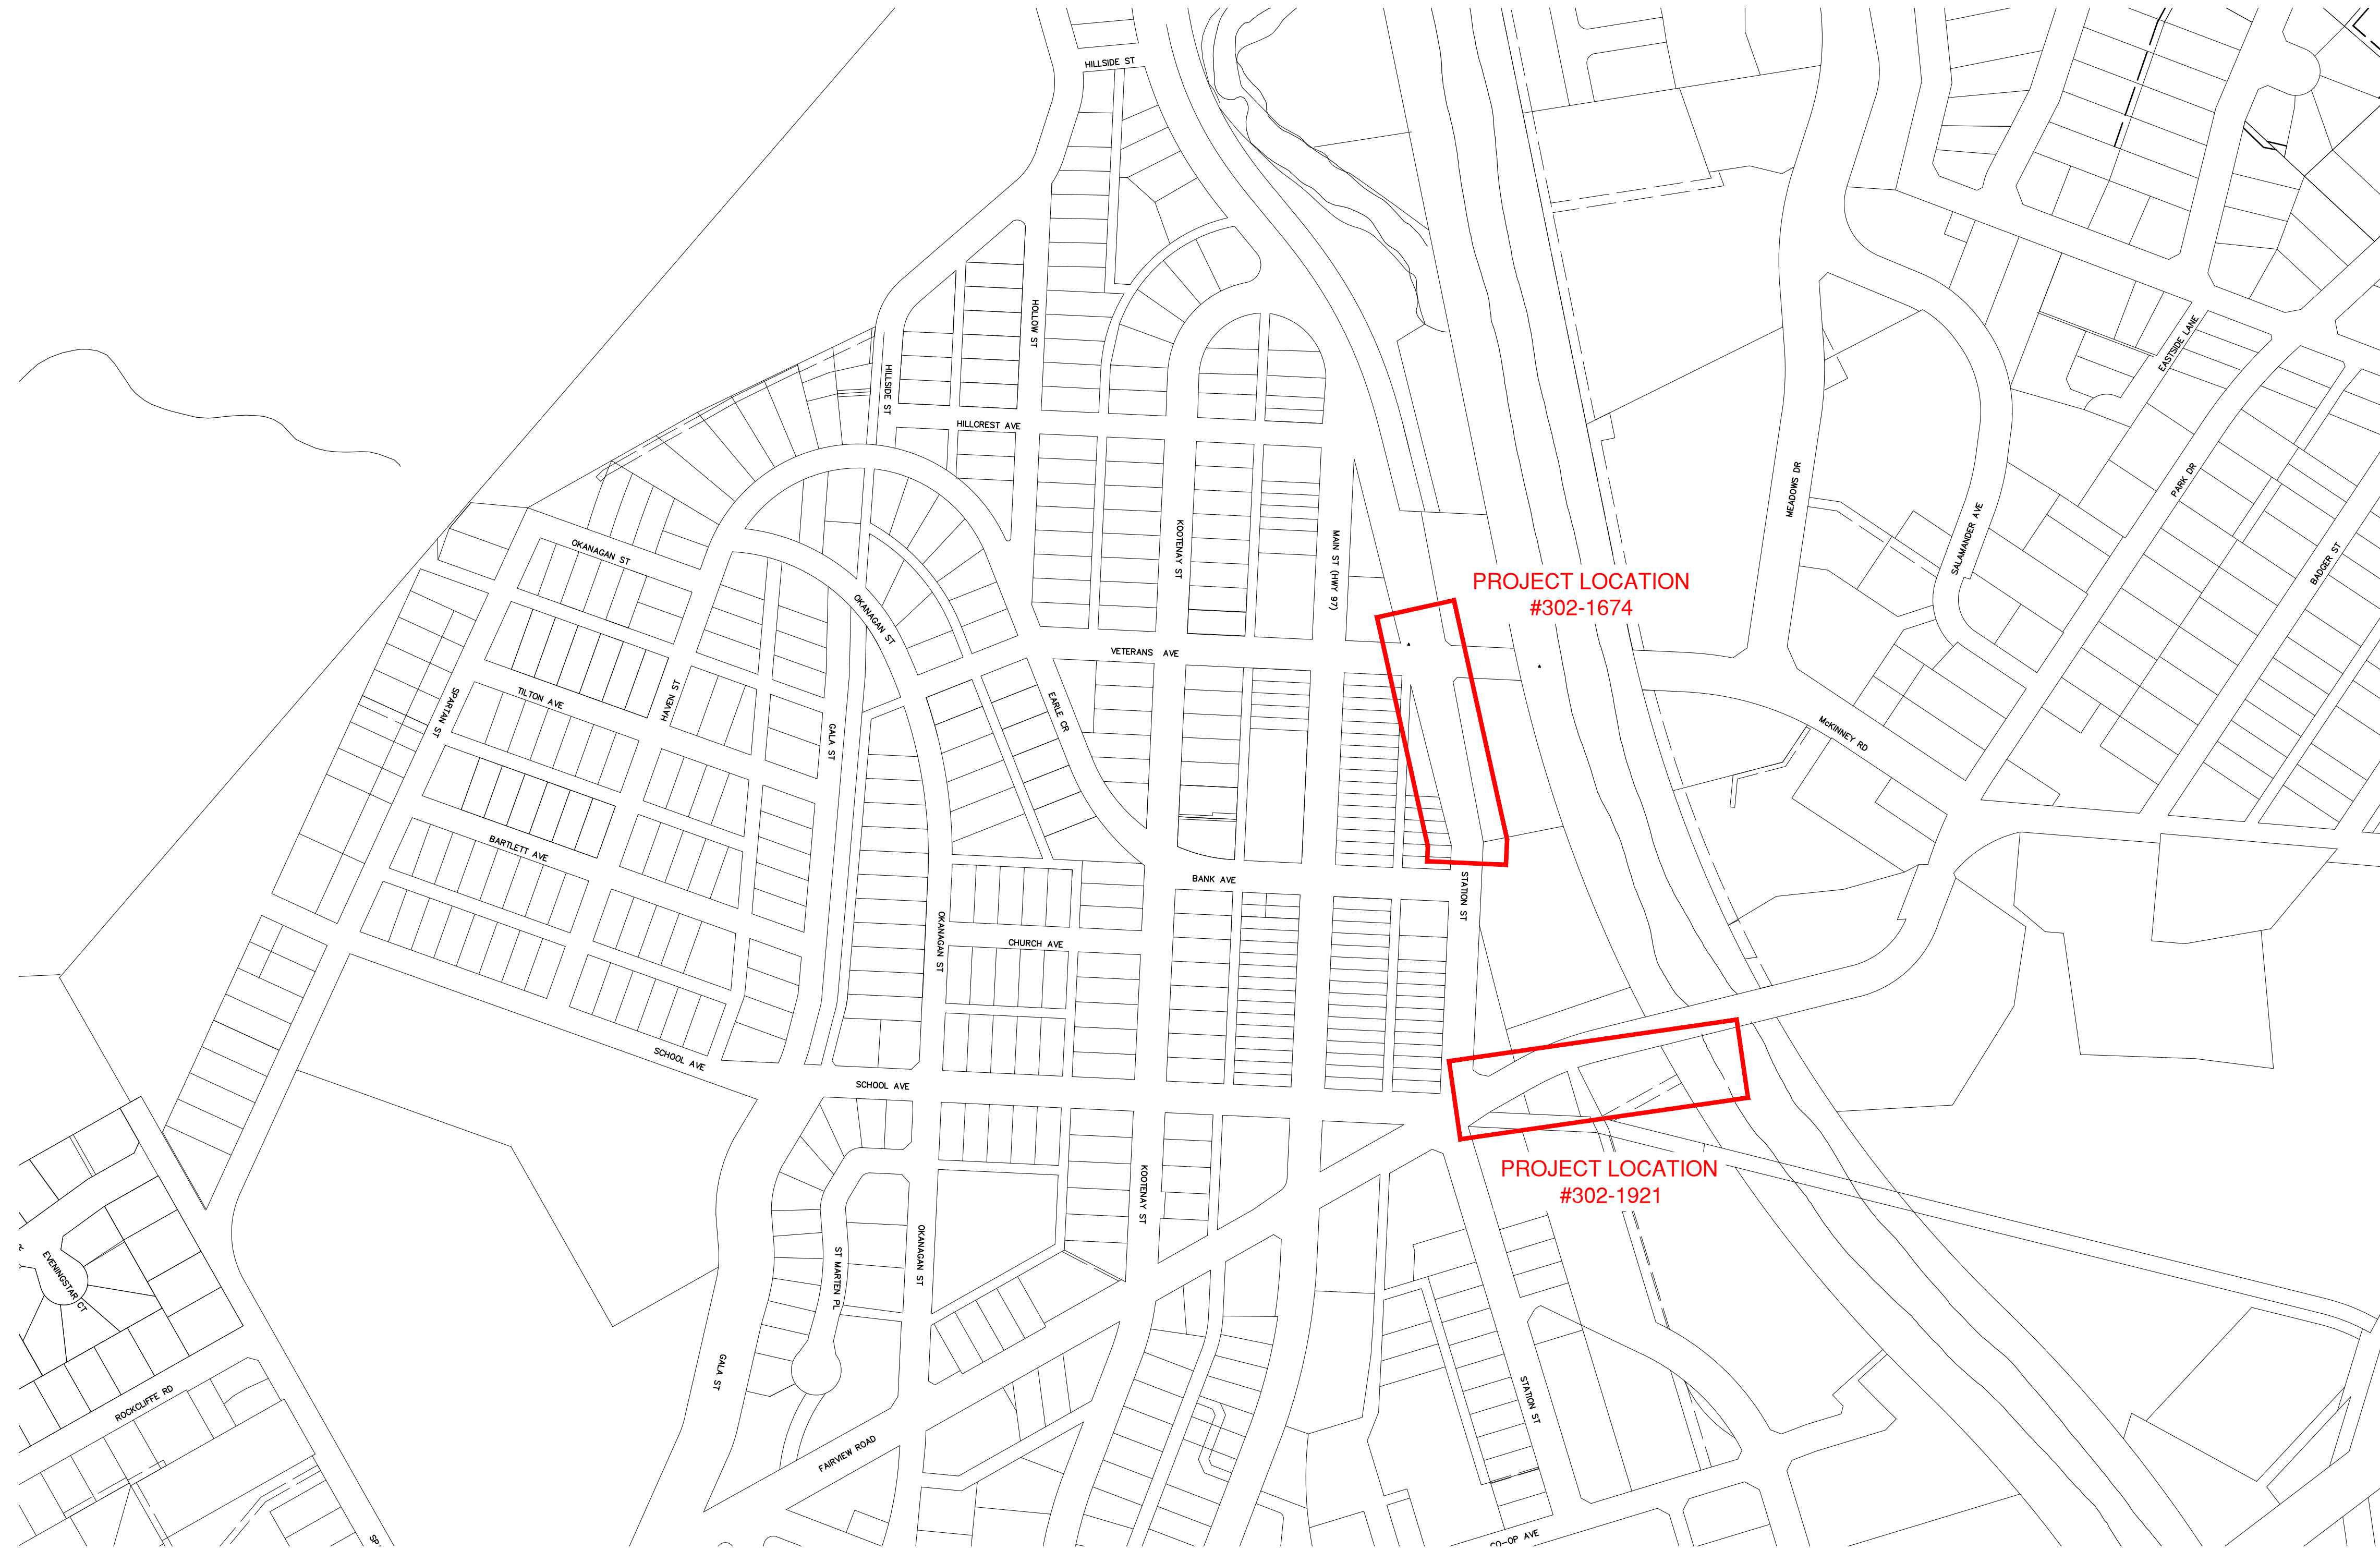 HILLSIDE ST
HOLLOW ST
EASTSIDE LANE
HILLSIDE ST
HILLCREST AVE
PARK DR
MEADOWS DR
KOOTENAY ST
MAIN ST (HWY 97)
SALAMANDER AVE
OKANAGAN ST
BADGER ST
PROJECT LOCATION
#302-1674
OKANAGAN ST
VETERANS AVE
TILTON AVE
HAVEN ST
SPARTAN ST
EARLE CR
GALA ST
McKINNEY RD
BARTLETT AVE
BANK AVE
STATION ST
OKANAGAN ST
CHURCH AVE
SCHOOL AVE
SCHOOL AVE
PROJECT LOCATION
#302-1921
KOOTENAY ST
OKANAGAN ST
ST MARTEN PL
EVENINGSTAR CT
GALA ST
STATION ST
ROCKCLIFFE RD
FAIRVIEW ROAD
CO-OP AVE